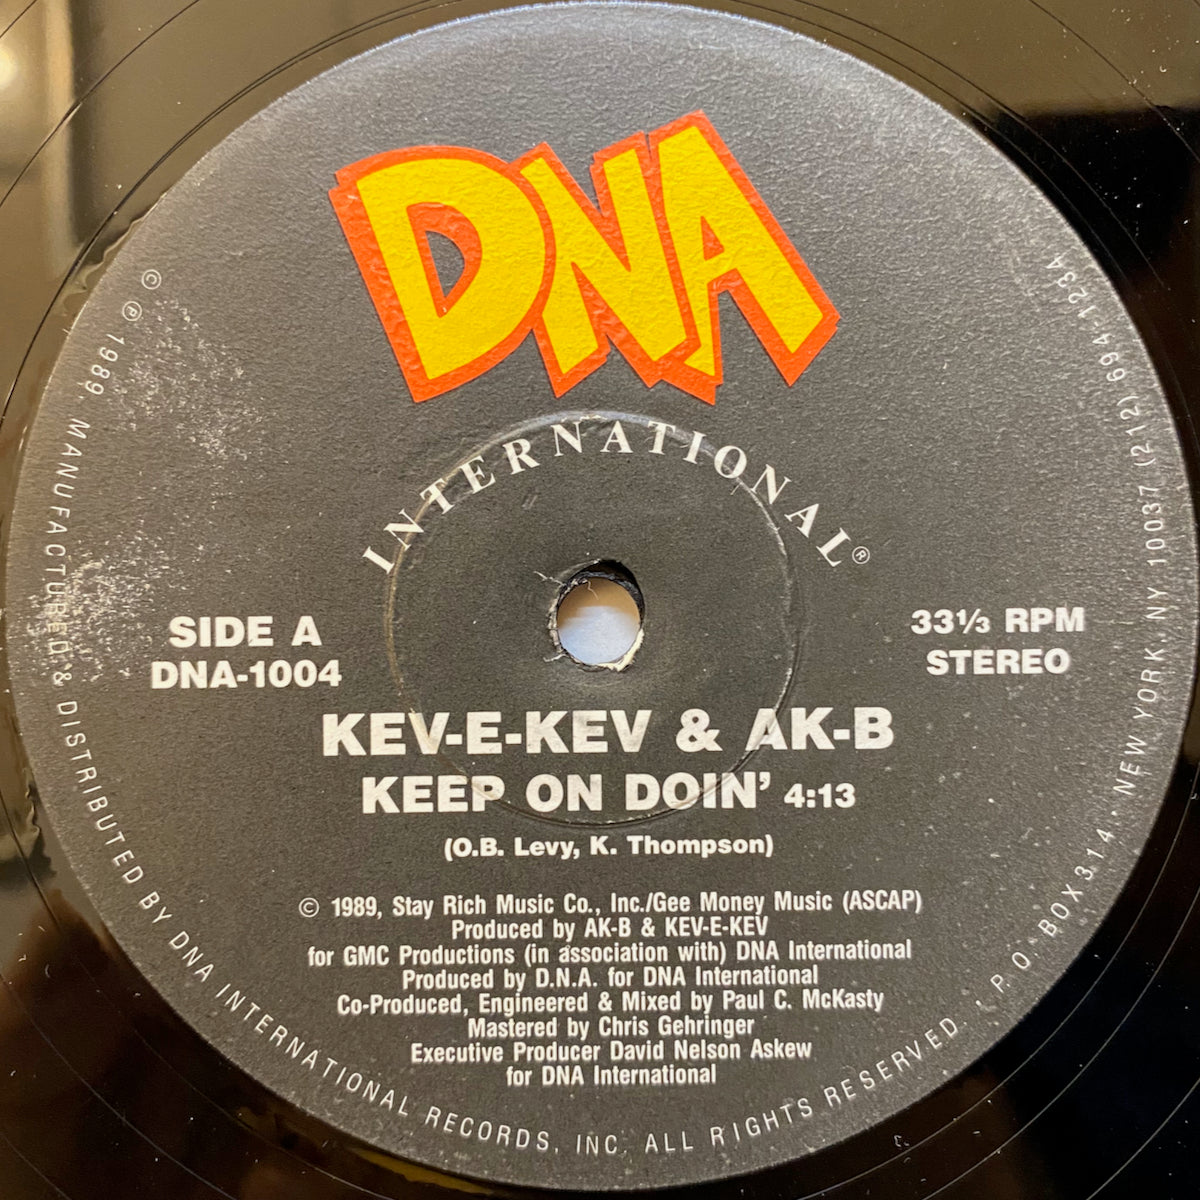 DNA
INTERNATIONAL®
SIDE A
DNA-1004
33⅓ RPM
STEREO
KEV-E-KEV & AK-B
KEEP ON DOIN' 4:13
(O.B. Levy, K. Thompson)
© 1989, Stay Rich Music Co., Inc./Gee Money Music (ASCAP)
Produced by AK-B & KEV-E-KEV
for GMC Productions (in association with) DNA International
Produced by D.N.A. for DNA International
Co-Produced, Engineered & Mixed by Paul C. McKasty
Mastered by Chris Gehringer
Executive Producer David Nelson Askew
for DNA International
© ℗ 1989, MANUFACTURED & DISTRIBUTED BY DNA INTERNATIONAL RECORDS, INC. ALL RIGHTS RESERVED · P.O. BOX 314 · NEW YORK, NY 10037 (212) 694-1234